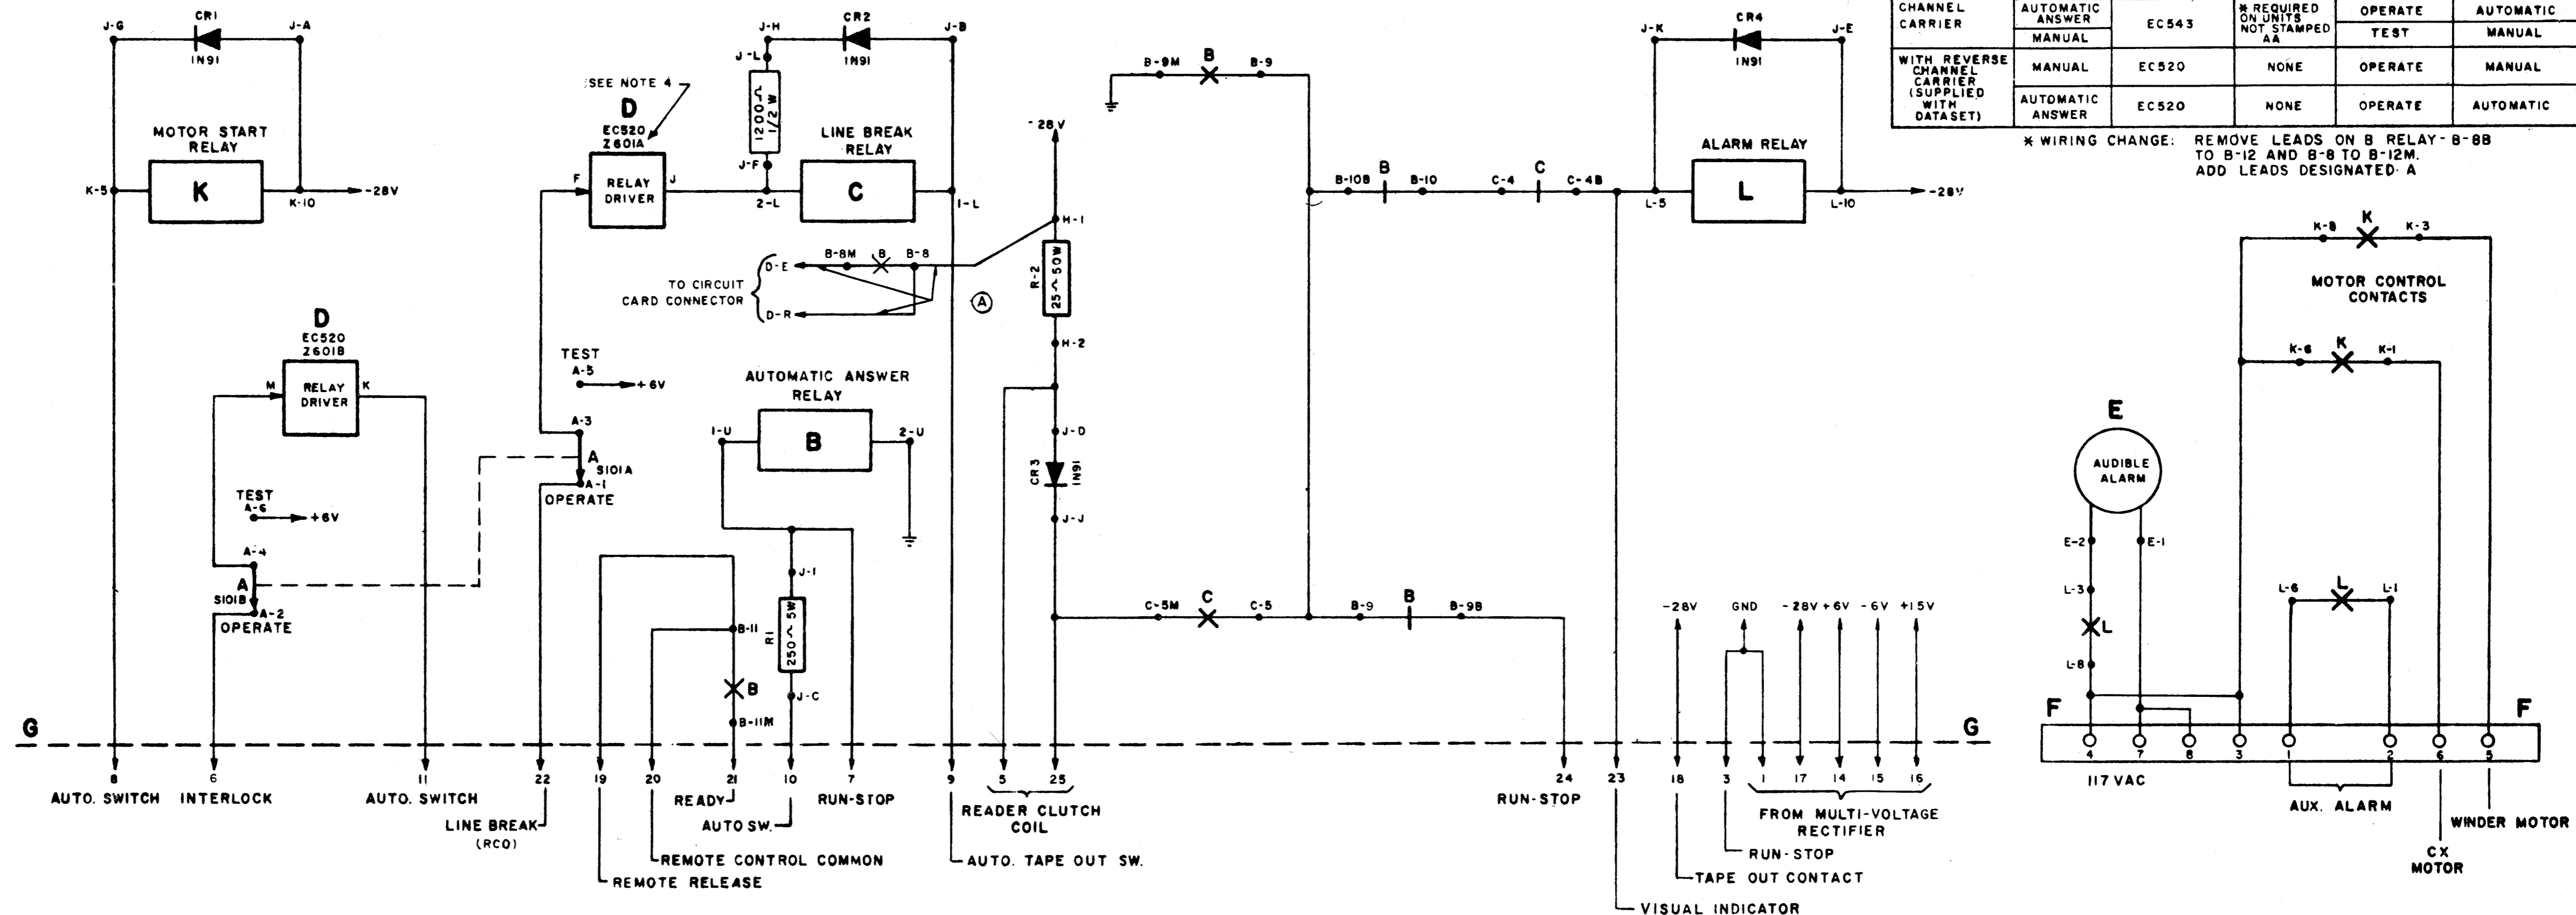 CR1
J-G
J-A
1N91
MOTOR START
RELAY
K
K-5
K-10
-28V
D
EC520
Z601B
RELAY
DRIVER
M
K
TEST
A-6
+6V
A-4
A
S101B
A-2
OPERATE
(SEE NOTE 4
D
EC520
Z601A
RELAY
DRIVER
F
J
TEST
A-5
+6V
A-3
A
S101A
A-1
OPERATE
CR2
J-H
J-B
1N91
J-L
1200 1/2 W
J-F
LINE BREAK
RELAY
C
2-L
1-L
D-E
B-8M
B
B-8
TO CIRCUIT
CARD CONNECTOR
D-R
A
AUTOMATIC ANSWER
RELAY
1-U
B
2-U
J-I
R1
250 5W
J-C
B-11
B
B-11M
-28V
H-1
R-2
25 50W
H-2
J-D
CR3
1N91
J-J
B-9M
B
B-9
B-10B
B
B-10
C-4
C
C-4B
C-5M
C
C-5
B-9
B
B-9B
CR4
J-K
J-E
1N91
ALARM RELAY
L
L-5
L-10
-28V
CHANNEL
CARRIER
AUTOMATIC
ANSWER
MANUAL
EC543
* REQUIRED
ON UNITS
NOT STAMPED
AA
OPERATE
AUTOMATIC
TEST
MANUAL
WITH REVERSE
CHANNEL
CARRIER
(SUPPLIED
WITH
DATASET)
MANUAL
EC520
NONE
OPERATE
MANUAL
AUTOMATIC
ANSWER
EC520
NONE
OPERATE
AUTOMATIC
* WIRING CHANGE: REMOVE LEADS ON B RELAY - B-8B
TO B-12 AND B-8 TO B-12M.
ADD LEADS DESIGNATED A
K-8
K
K-3
MOTOR CONTROL
CONTACTS
K-6
K
K-1
E
AUDIBLE
ALARM
E-2
E-1
L-3
L
L-8
L-6
L
L-1
-28V
GND
-28V
+6V
-6V
+15V
G
G
F
F
8
6
11
22
19
20
21
10
7
9
5
25
24
23
18
3
1
17
14
15
16
4
7
8
3
1
2
6
5
AUTO. SWITCH
INTERLOCK
AUTO. SWITCH
LINE BREAK
(RCO)
READY
AUTO SW.
RUN-STOP
REMOTE CONTROL COMMON
REMOTE RELEASE
READER CLUTCH
COIL
AUTO. TAPE OUT SW.
RUN-STOP
FROM MULTI-VOLTAGE
RECTIFIER
RUN-STOP
TAPE OUT CONTACT
VISUAL INDICATOR
117 VAC
AUX. ALARM
WINDER MOTOR
CX
MOTOR